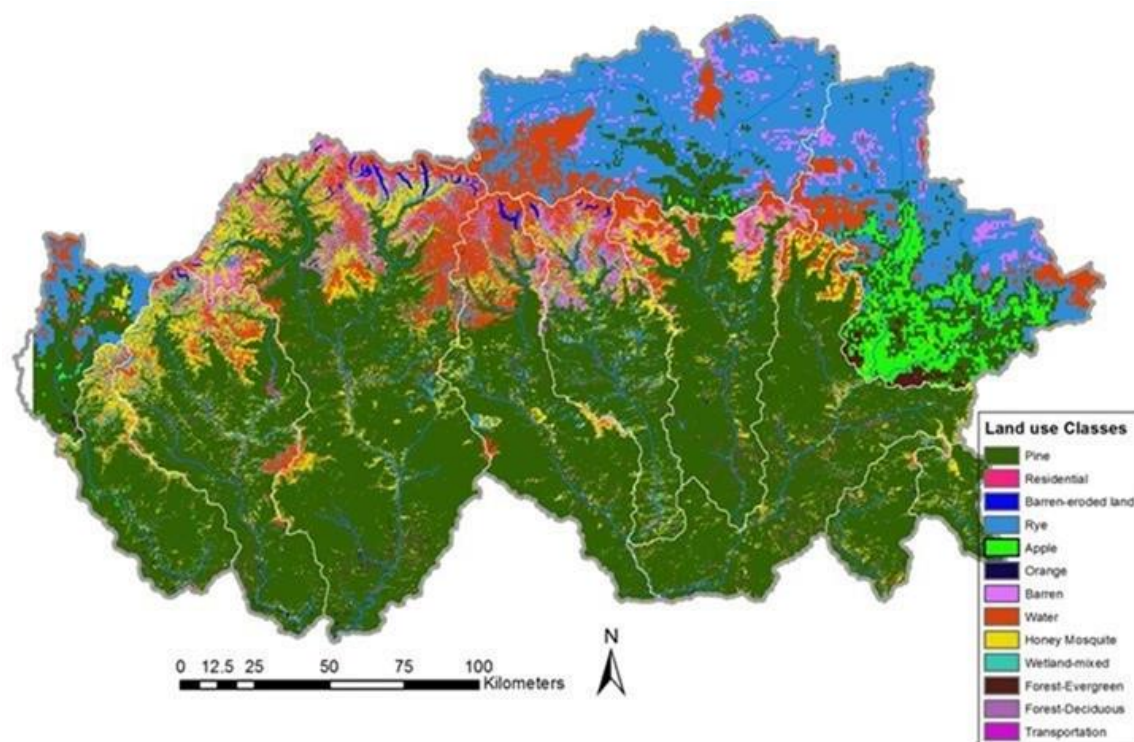 Land use Classes
Pine
Residential
Barren-eroded land
Rye
Apple
Orange
Barren
Water
Honey Mosquite
Wetland-mixed
Forest-Evergreen
Forest-Deciduous
Transportation
N
0 12.5 25 50 75 100
Kilometers